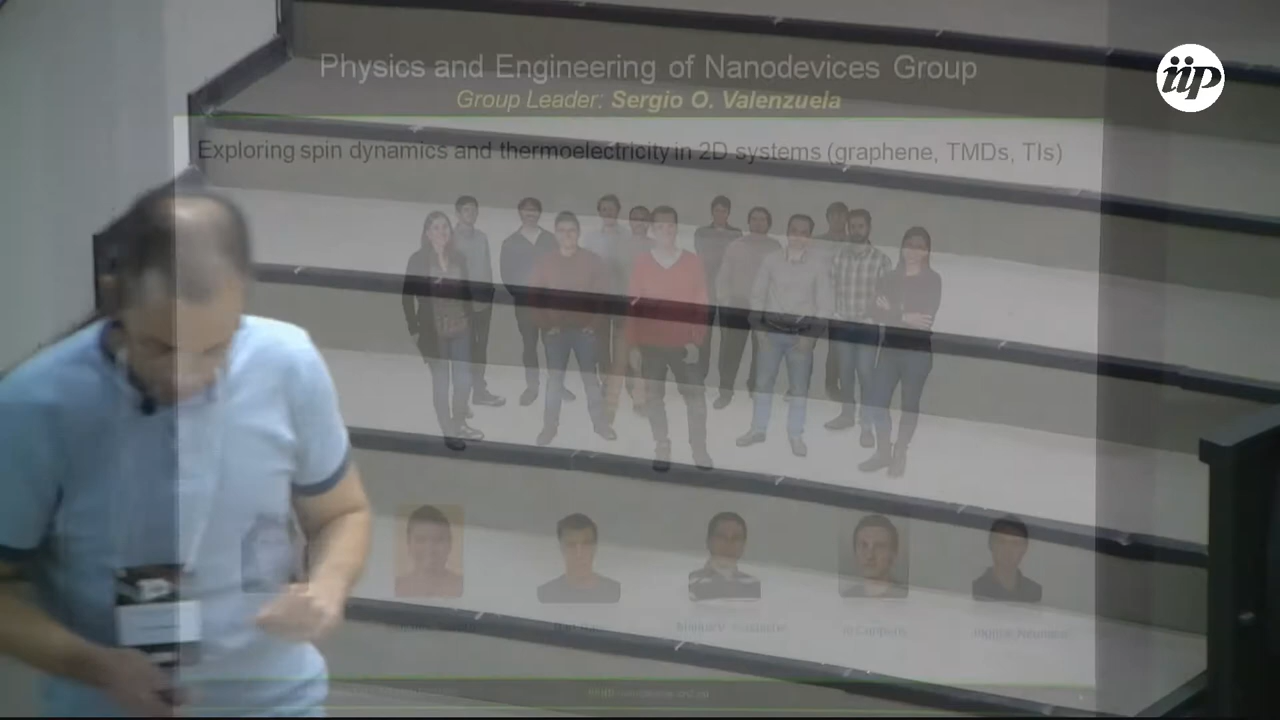 Physics and Engineering of Nanodevices Group
iip
Group Leader: Sergio O. Valenzuela
Exploring spin dynamics and thermoelectricity in 2D systems (graphene, TMDs, TIs)